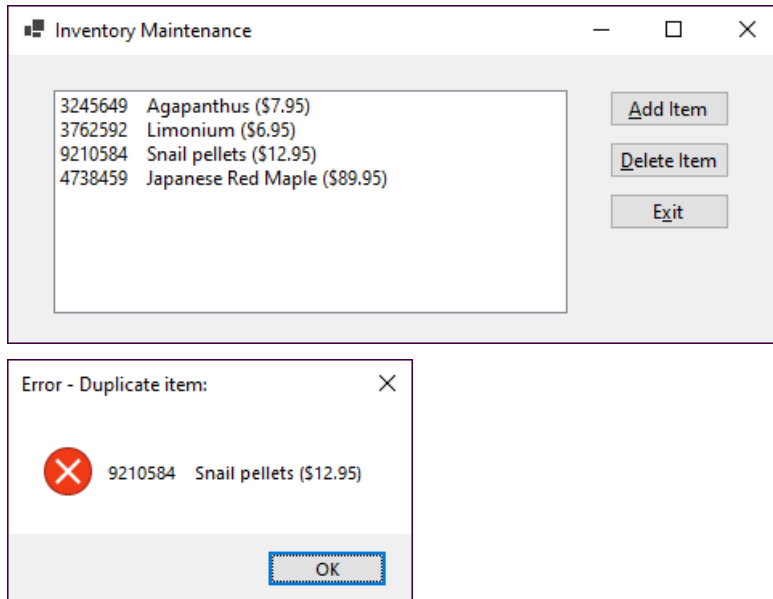 Inventory Maintenance
3245649 Agapanthus ($7.95)
3762592 Limonium ($6.95)
9210584 Snail pellets ($12.95)
4738459 Japanese Red Maple ($89.95)
Add Item
Delete Item
Exit
Error - Duplicate item:
9210584 Snail pellets ($12.95)
OK